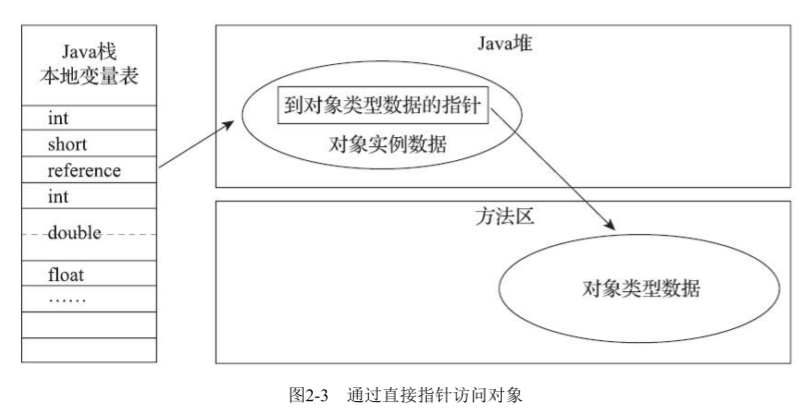 Java栈
本地变量表
int
short
reference
int
double
float
……
Java堆
到对象类型数据的指针
对象实例数据
方法区
对象类型数据
图2-3 通过直接指针访问对象